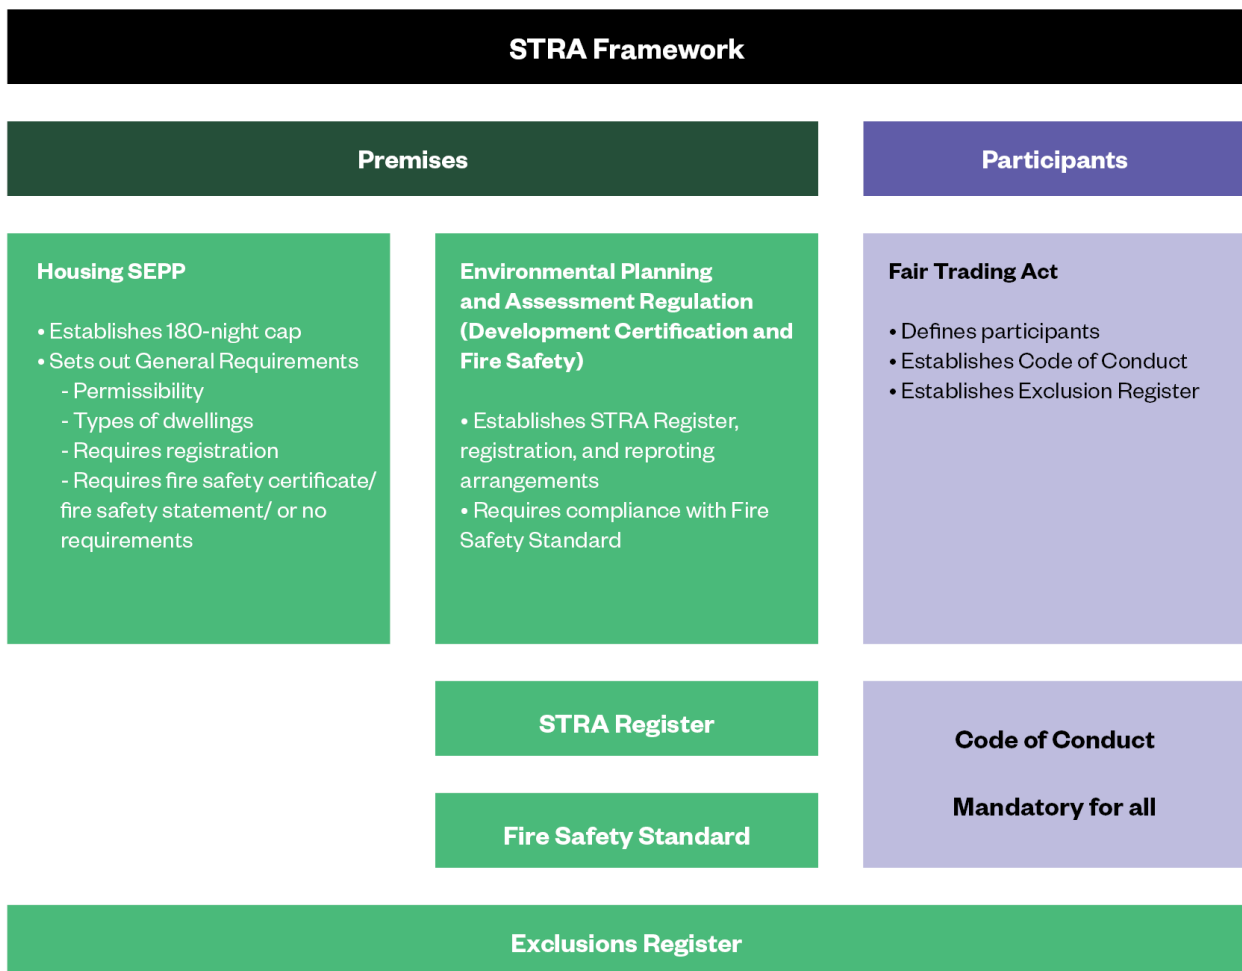 STRA Framework
Premises
Participants
Housing SEPP
• Establishes 180-night cap
• Sets out General Requirements
- Permissibility
- Types of dwellings
- Requires registration
- Requires fire safety certificate/
fire safety statement/ or no
requirements
Environmental Planning
and Assessment Regulation
(Development Certification and
Fire Safety)
• Establishes STRA Register,
registration, and reproting
arrangements
• Requires compliance with Fire
Safety Standard
Fair Trading Act
• Defines participants
• Establishes Code of Conduct
• Establishes Exclusion Register
STRA Register
Fire Safety Standard
Code of Conduct
Mandatory for all
Exclusions Register